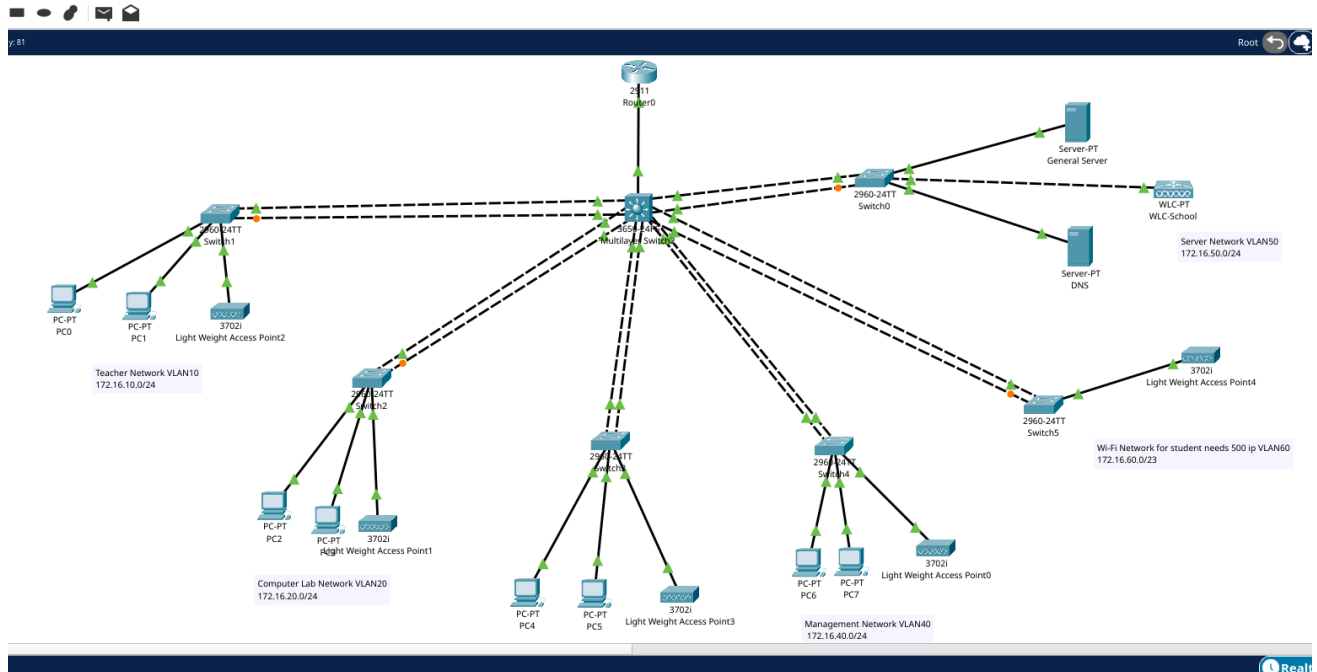 y: 81
Root
2911
Router0
Server-PT
General Server
2960-24TT
Switch0
WLC-PT
WLC-School
Server Network VLAN50
172.16.50.0/24
Server-PT
DNS
2960-24TT
Switch1
3650-24PS
Multilayer Switch2
PC-PT
PC0
PC-PT
PC1
3702i
Light Weight Access Point2
Teacher Network VLAN10
172.16.10.0/24
2960-24TT
Switch2
3702i
Light Weight Access Point4
2960-24TT
Switch5
Wi-Fi Network for student needs 500 ip VLAN60
172.16.60.0/23
2960-24TT
Switch3
2960-24TT
Switch4
PC-PT
PC2
PC-PT
3702i
Light Weight Access Point1
Computer Lab Network VLAN20
172.16.20.0/24
PC-PT
PC4
PC-PT
PC5
3702i
Light Weight Access Point3
PC-PT
PC6
PC-PT
PC7
3702i
Light Weight Access Point0
Management Network VLAN40
172.16.40.0/24